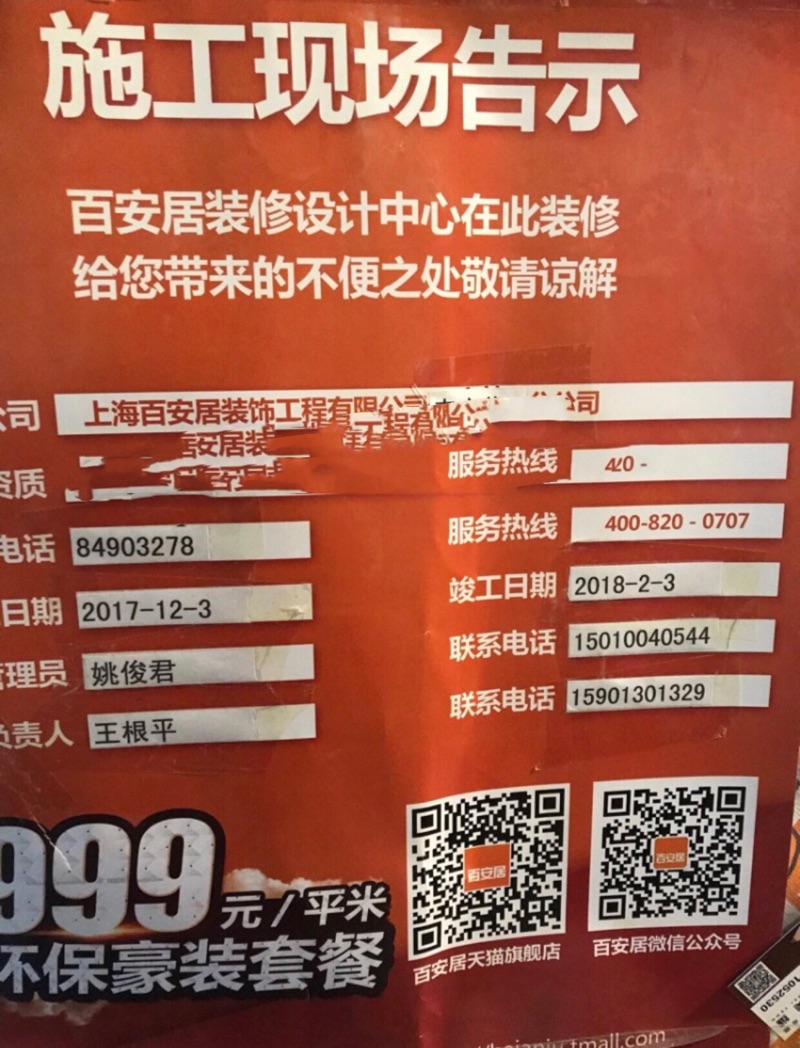 施工现场告示
百安居装修设计中心在此装修
给您带来的不便之处敬请谅解
公司 上海百安居装饰工程有限公司
资质 服务热线
电话 84903278 服务热线 400-820-0707
日期 2017-12-3 竣工日期 2018-2-3
管理员 姚俊君 联系电话 15010040544
负责人 王根平 联系电话 15901301329
999元/平米
环保豪装套餐
百安居
百安居
百安居天猫旗舰店 百安居微信公众号
1052530
tmall.com